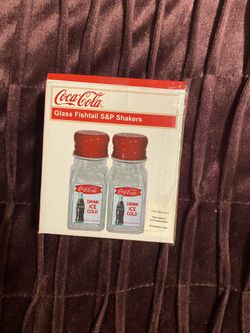 Coca-Cola
Glass Fishtail S&P Shakers
Coca-Cola
DRINK
ICE
COLD
Coca-Cola
DRINK
ICE
COLD